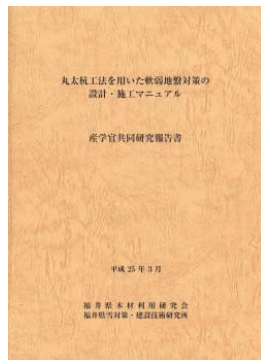 丸太杭工法を用いた軟弱地盤対策の
設計・施工マニュアル
産学官共同研究報告書
平成 25 年 3 月
福井県木材利用研究会
福井県雪対策・建設技術研究所